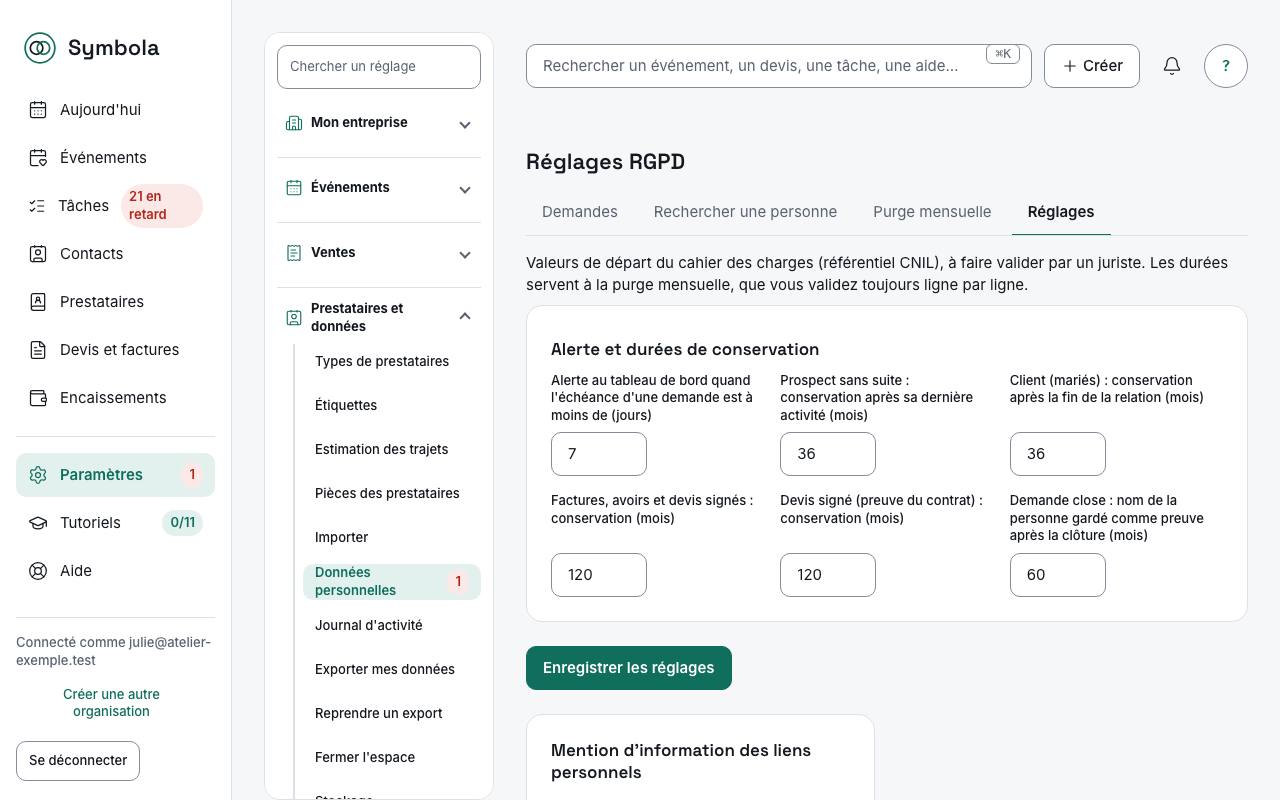 Symbola
Aujourd'hui
Événements
Tâches
21 en
retard
Contacts
Prestataires
Devis et factures
Encaissements
Paramètres
1
Tutoriels
0/11
Aide
Connecté comme julie@atelier-
exemple.test
Créer une autre
organisation
Se déconnecter
Chercher un réglage
Mon entreprise
Événements
Ventes
Prestataires et
données
Types de prestataires
Étiquettes
Estimation des trajets
Pièces des prestataires
Importer
Données
personnelles
1
Journal d'activité
Exporter mes données
Reprendre un export
Fermer l'espace
Rechercher un événement, un devis, une tâche, une aide...
⌘K
+ Créer
?
Réglages RGPD
Demandes
Rechercher une personne
Purge mensuelle
Réglages
Valeurs de départ du cahier des charges (référentiel CNIL), à faire valider par un juriste. Les durées
servent à la purge mensuelle, que vous validez toujours ligne par ligne.
Alerte et durées de conservation
Alerte au tableau de bord quand
l'échéance d'une demande est à
moins de (jours)
7
Prospect sans suite :
conservation après sa dernière
activité (mois)
36
Client (mariés) : conservation
après la fin de la relation (mois)
36
Factures, avoirs et devis signés :
conservation (mois)
120
Devis signé (preuve du contrat) :
conservation (mois)
120
Demande close : nom de la
personne gardé comme preuve
après la clôture (mois)
60
Enregistrer les réglages
Mention d'information des liens
personnels